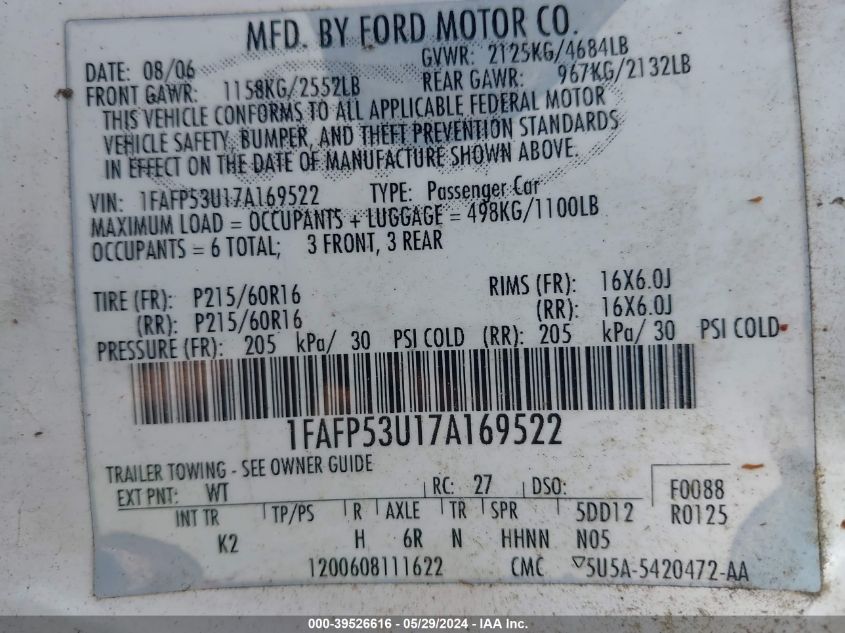 MFD. BY FORD MOTOR CO.
DATE: 08/06 GVWR: 2125KG/4684LB
FRONT GAWR: 1158KG/2552LB REAR GAWR: 967KG/2132LB
THIS VEHICLE CONFORMS TO ALL APPLICABLE FEDERAL MOTOR
VEHICLE SAFETY, BUMPER, AND THEFT PREVENTION STANDARDS
IN EFFECT ON THE DATE OF MANUFACTURE SHOWN ABOVE.
VIN: 1FAFP53U17A169522 TYPE: Passenger Car
MAXIMUM LOAD = OCCUPANTS + LUGGAGE = 498KG/1100LB
OCCUPANTS = 6 TOTAL; 3 FRONT, 3 REAR
TIRE (FR): P215/60R16 RIMS (FR): 16X6.0J
(RR): P215/60R16 (RR): 16X6.0J
PRESSURE (FR): 205 kPa/ 30 PSI COLD (RR): 205 kPa/ 30 PSI COLD
1FAFP53U17A169522
TRAILER TOWING - SEE OWNER GUIDE
EXT PNT: WT RC: 27 DSO: F0088
INT TR TP/PS R AXLE TR SPR 5DD12 R0125
K2 H 6R N HHNN N05
1200608111622 CMC ▽5U5A-5420472-AA
000-39526616 - 05/29/2024 - IAAI Inc.